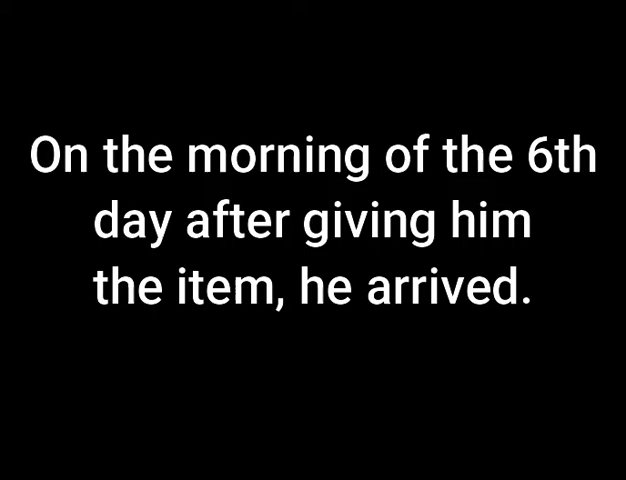 On the morning of the 6th
day after giving him
the item, he arrived.